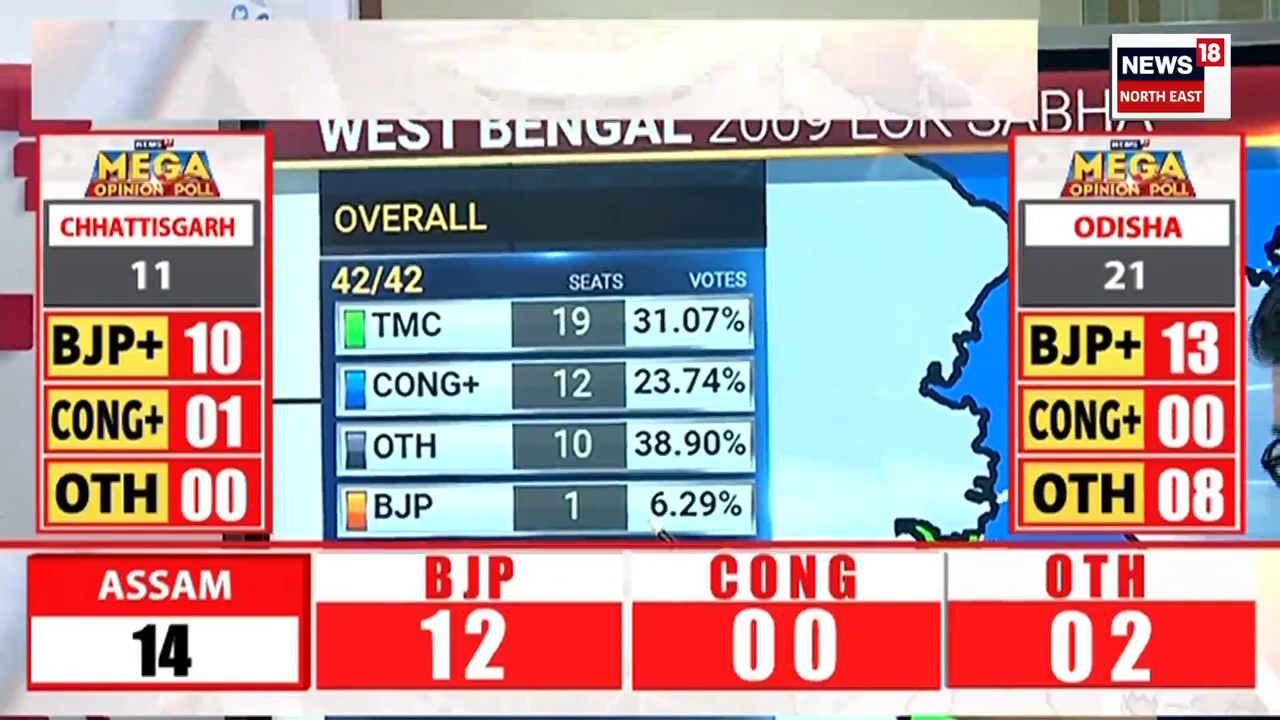 NEWS 18
NORTH EAST
WEST BENGAL 2009 LOK SABHA
MEGA
OPINION POLL
CHHATTISGARH
11
BJP+ 10
CONG+ 01
OTH 00
OVERALL
42/42 SEATS VOTES
TMC 19 31.07%
CONG+ 12 23.74%
OTH 10 38.90%
BJP 1 6.29%
MEGA
OPINION POLL
ODISHA
21
BJP+ 13
CONG+ 00
OTH 08
ASSAM BJP CONG OTH
14 12 00 02